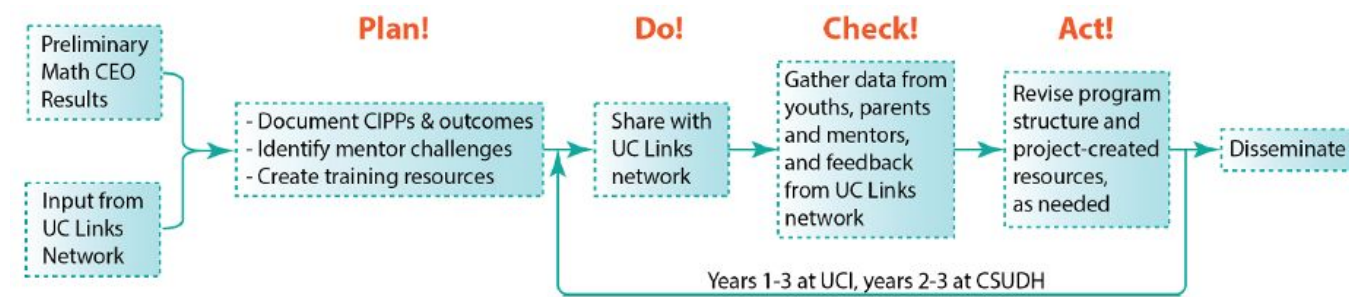 Plan!
Do!
Check!
Act!
Preliminary
Math CEO
Results
Input from
UC Links
Network
- Document CIPPs & outcomes
- Identify mentor challenges
- Create training resources
Share with
UC Links
network
Gather data from
youths, parents
and mentors,
and feedback
from UC Links
network
Revise program
structure and
project-created
resources,
as needed
Disseminate
Years 1-3 at UCI, years 2-3 at CSUDH